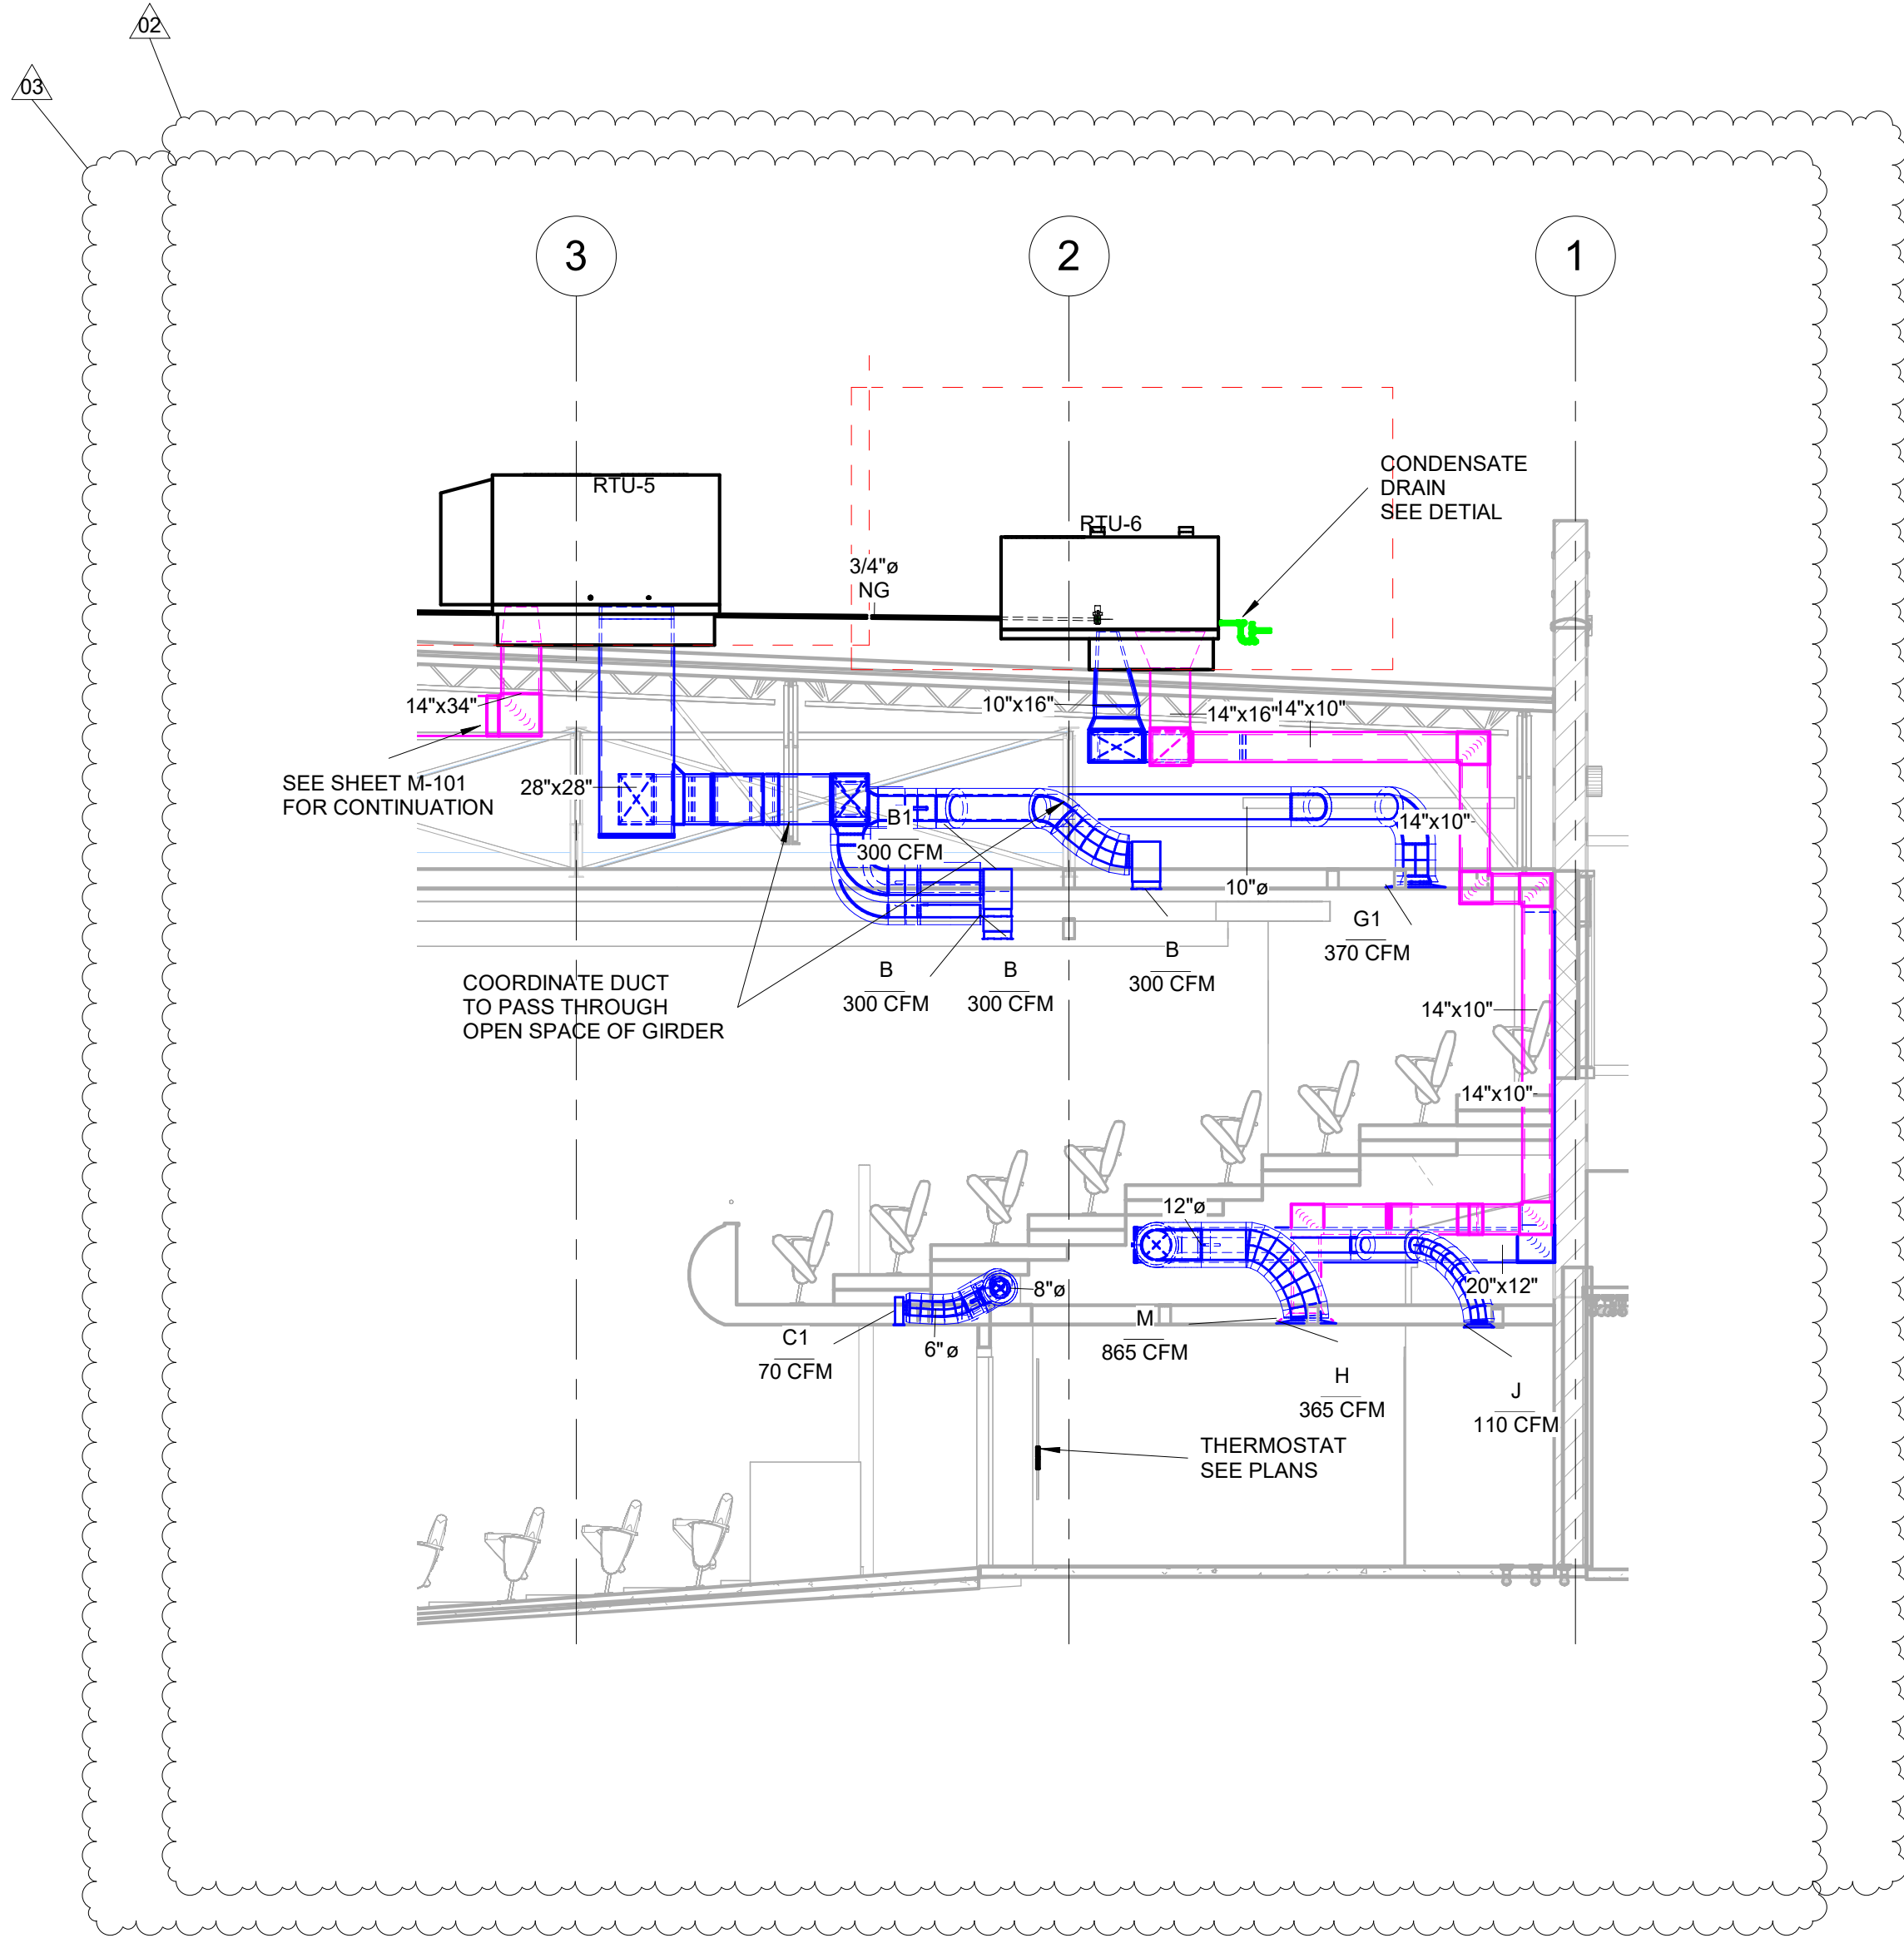 02
03
3
2
1
RTU-5
RTU-6
CONDENSATE
DRAIN
SEE DETIAL
3/4"ø
NG
14"x34"
10"x16"
14"x16"
14"x10"
SEE SHEET M-101
FOR CONTINUATION
28"x28"
B1
300 CFM
14"x10"
10"ø
G1
370 CFM
B
300 CFM
B
300 CFM
B
300 CFM
COORDINATE DUCT
TO PASS THROUGH
OPEN SPACE OF GIRDER
14"x10"
14"x10"
12"ø
8"ø
20"x12"
C1
70 CFM
6"ø
M
865 CFM
H
365 CFM
J
110 CFM
THERMOSTAT
SEE PLANS